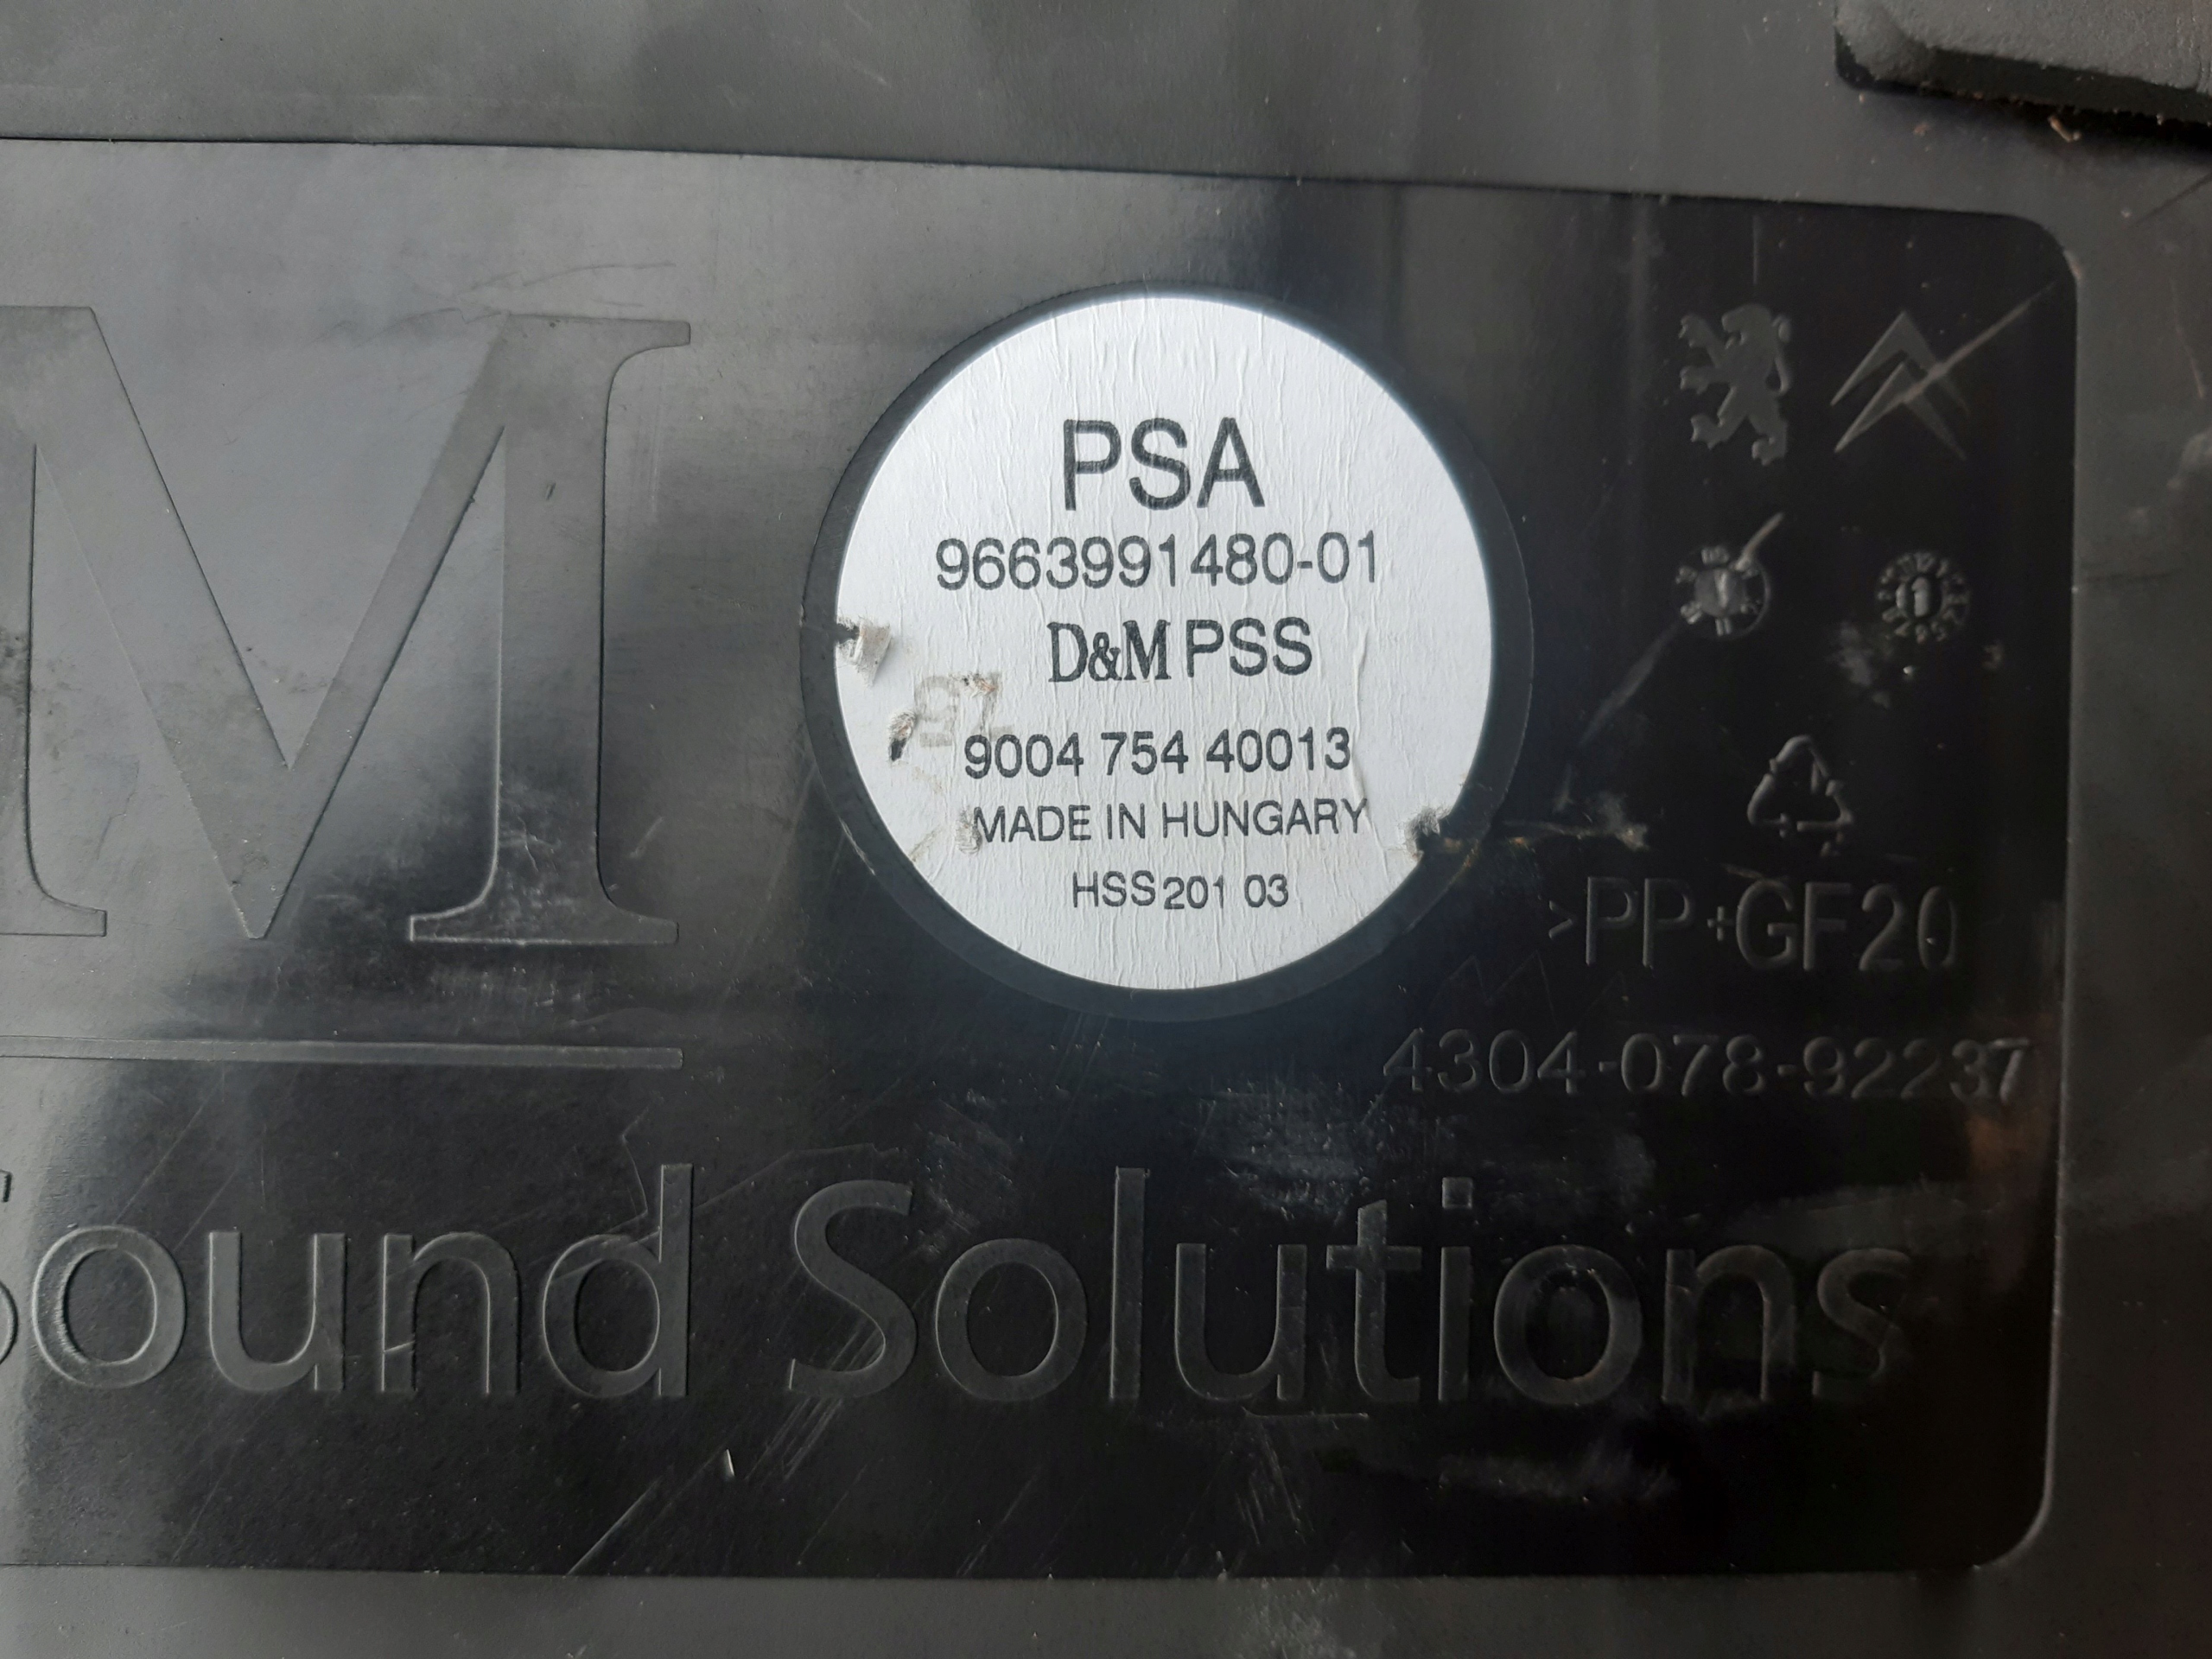 M
PSA
9663991480-01
D&M PSS
9004 754 40013
MADE IN HUNGARY
HSS 201 03
>PP+GF20
4304-078-92237
Sound Solutions